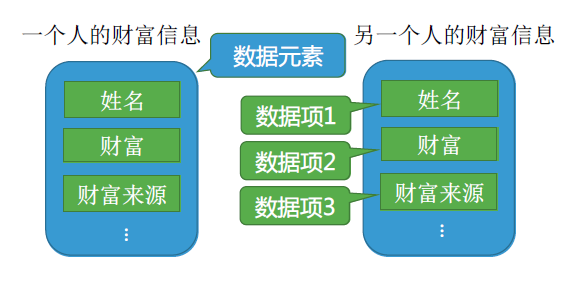 一个人的财富信息
数据元素
姓名
财富
财富来源
⋮
另一个人的财富信息
数据项1
姓名
数据项2
财富
数据项3
财富来源
⋮